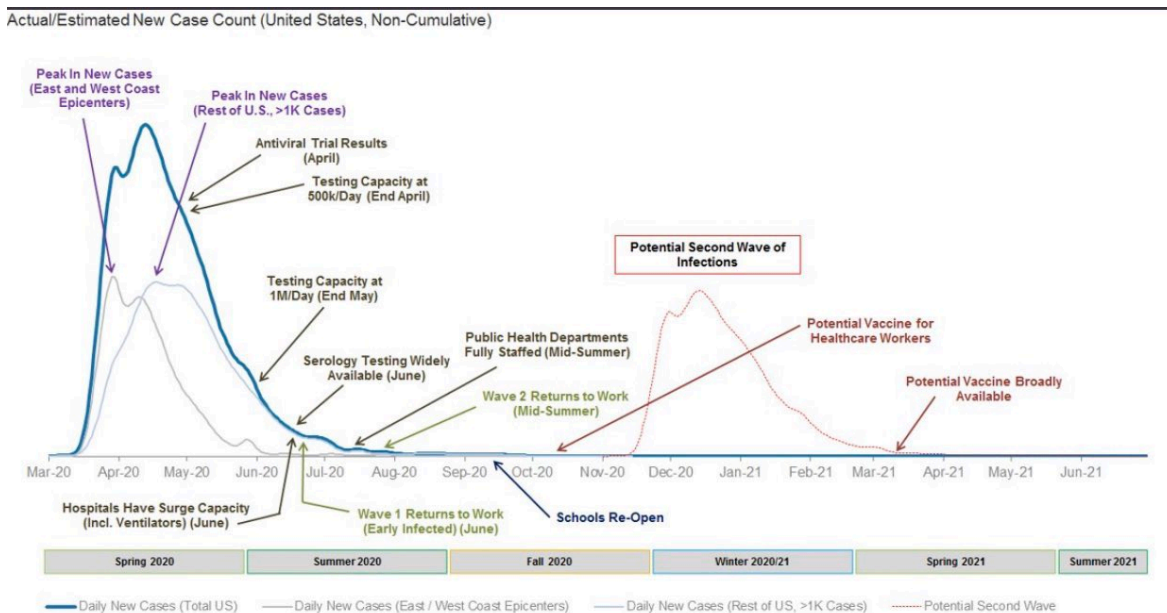 Actual/Estimated New Case Count (United States, Non-Cumulative)
Peak In New Cases
(East and West Coast
Epicenters)
Peak In New Cases
(Rest of U.S., >1K Cases)
Antiviral Trial Results
(April)
Testing Capacity at
500k/Day (End April)
Potential Second Wave of
Infections
Testing Capacity at
1M/Day (End May)
Potential Vaccine for
Healthcare Workers
Public Health Departments
Fully Staffed (Mid-Summer)
Serology Testing Widely
Available (June)
Potential Vaccine Broadly
Available
Wave 2 Returns to Work
(Mid-Summer)
Mar-20 Apr-20 May-20 Jun-20 Jul-20 Aug-20 Sep-20 Oct-20 Nov-20 Dec-20 Jan-21 Feb-21 Mar-21 Apr-21 May-21 Jun-21
Hospitals Have Surge Capacity
(Incl. Ventilators) (June)
Wave 1 Returns to Work
(Early Infected) (June)
Schools Re-Open
Spring 2020 Summer 2020 Fall 2020 Winter 2020/21 Spring 2021 Summer 2021
Daily New Cases (Total US) Daily New Cases (East / West Coast Epicenters) Daily New Cases (Rest of US, >1K Cases) Potential Second Wave